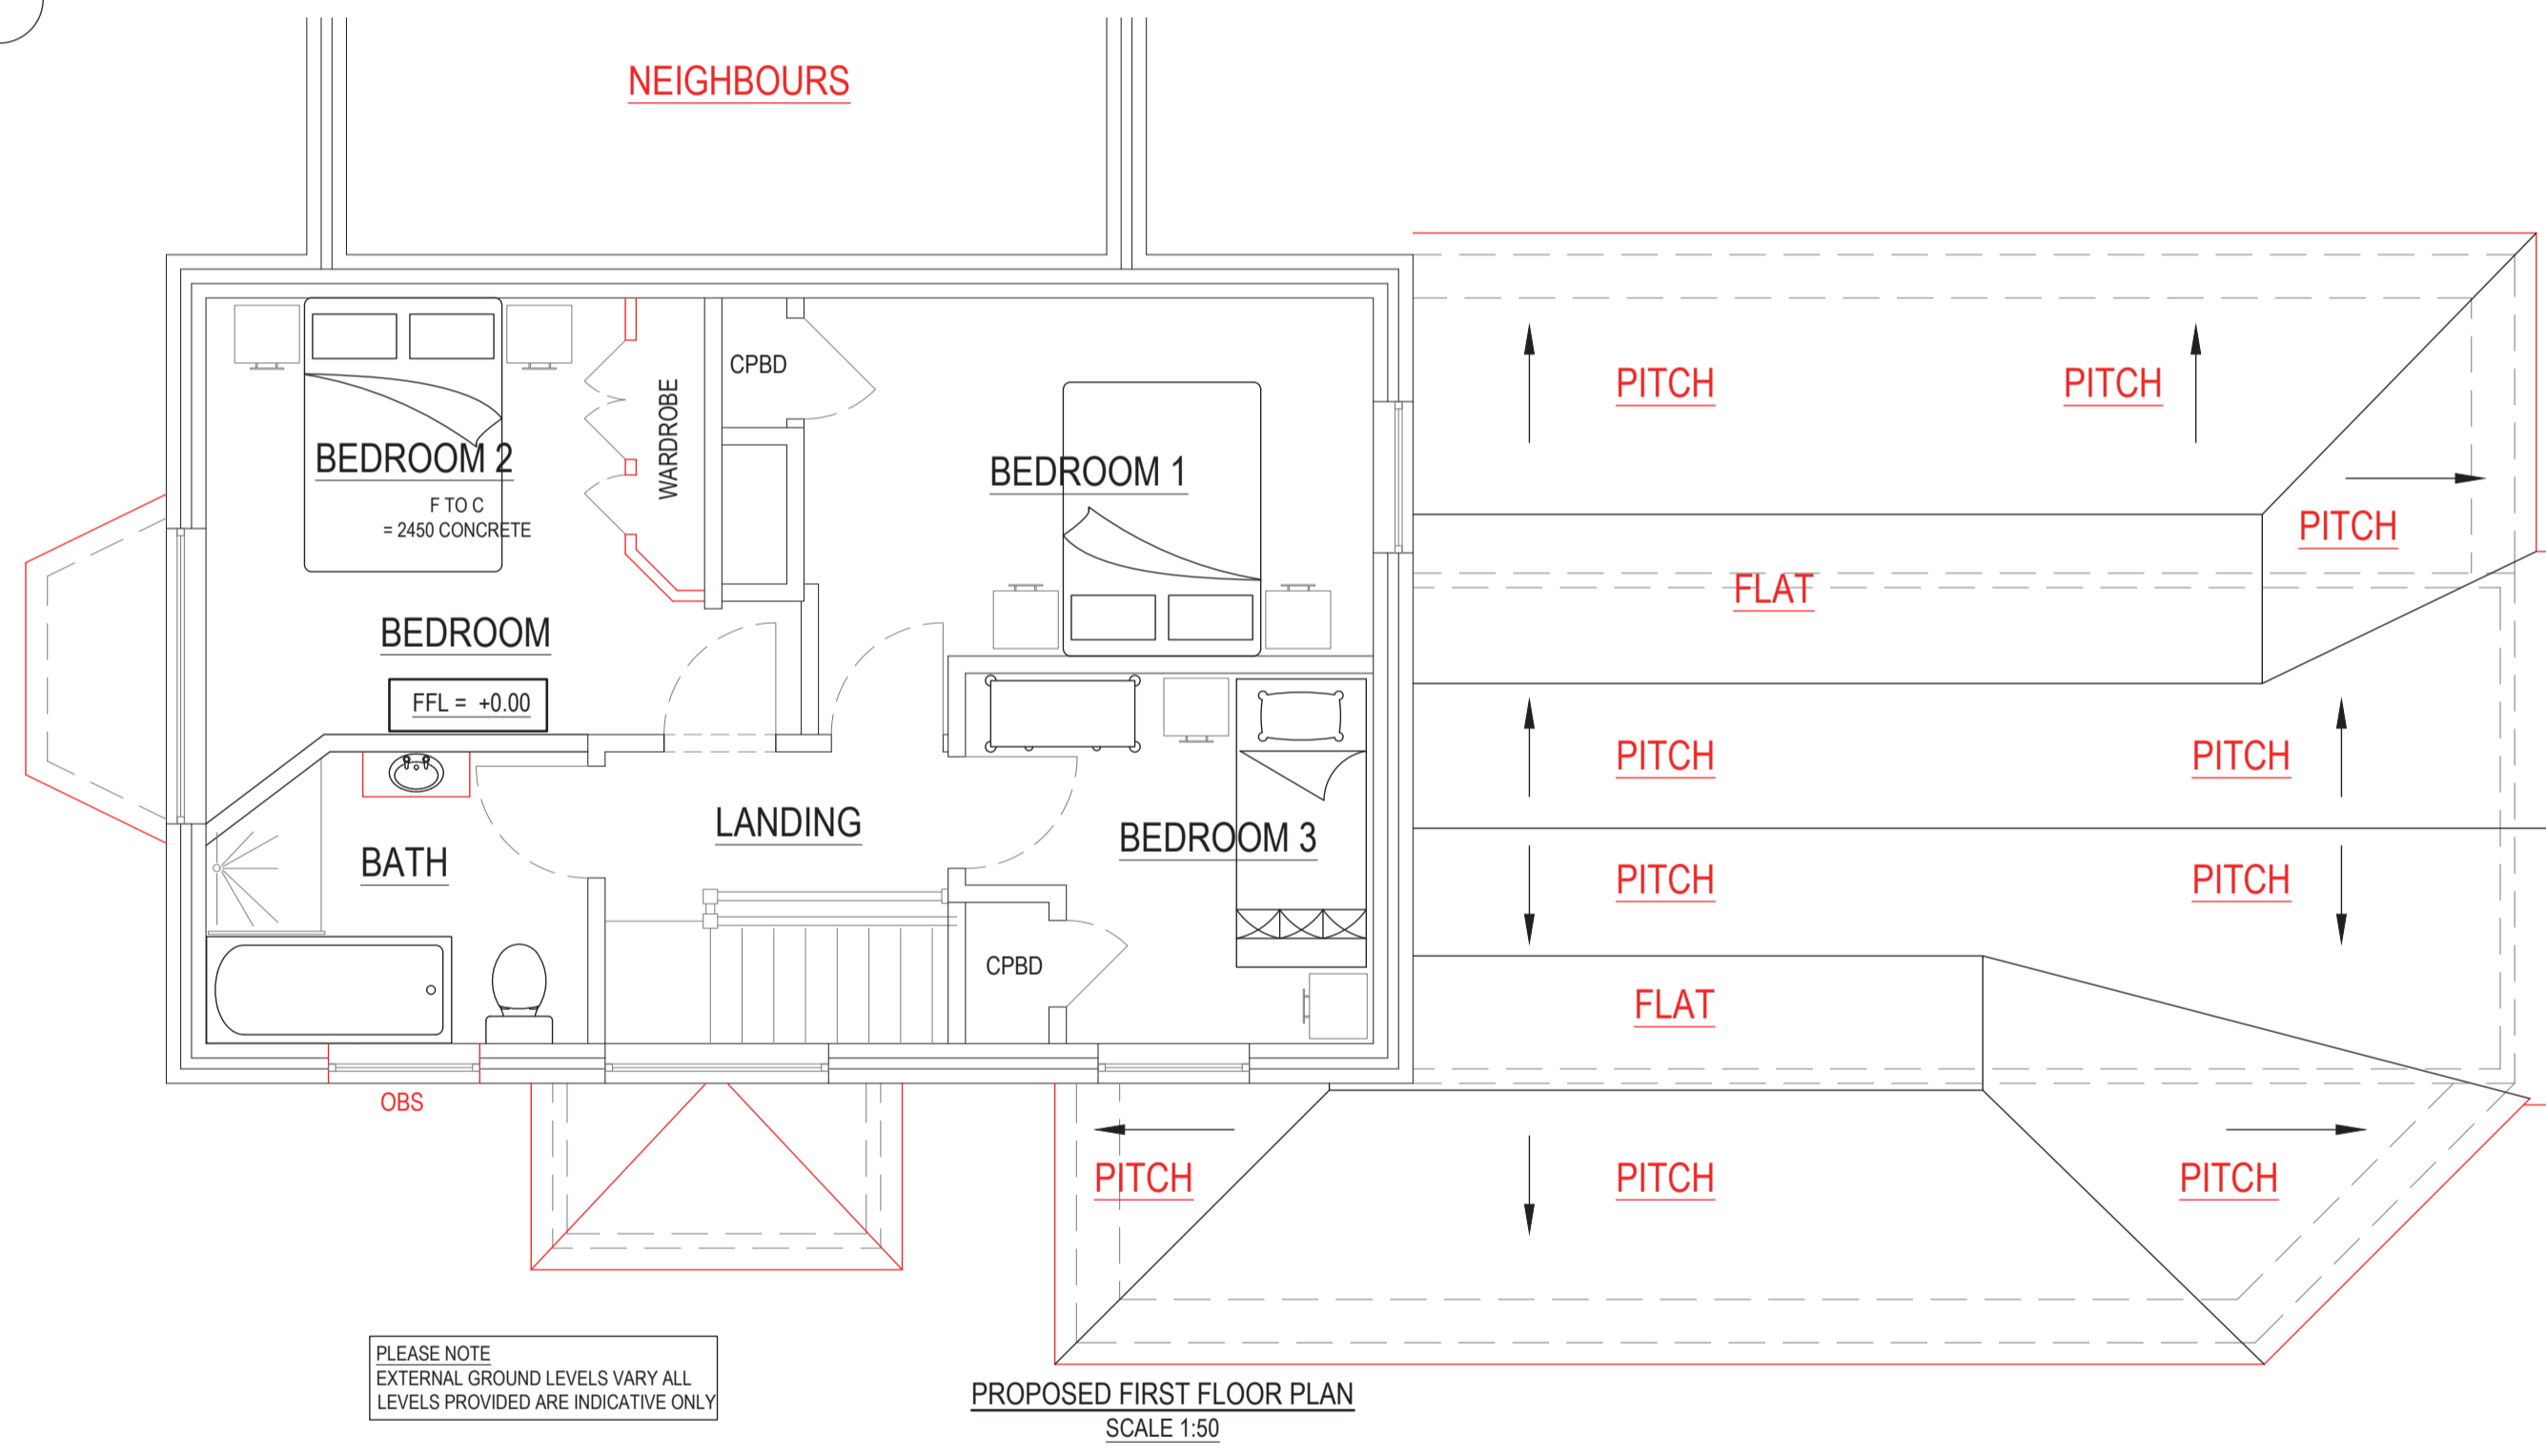 NEIGHBOURS
CPBD
WARDROBE
PITCH
PITCH
BEDROOM 2
F TO C
= 2450 CONCRETE
BEDROOM 1
PITCH
FLAT
BEDROOM
FFL = +0.00
PITCH
PITCH
LANDING
BEDROOM 3
BATH
PITCH
PITCH
CPBD
FLAT
OBS
PITCH
PITCH
PITCH
PLEASE NOTE
EXTERNAL GROUND LEVELS VARY ALL
LEVELS PROVIDED ARE INDICATIVE ONLY
PROPOSED FIRST FLOOR PLAN
SCALE 1:50